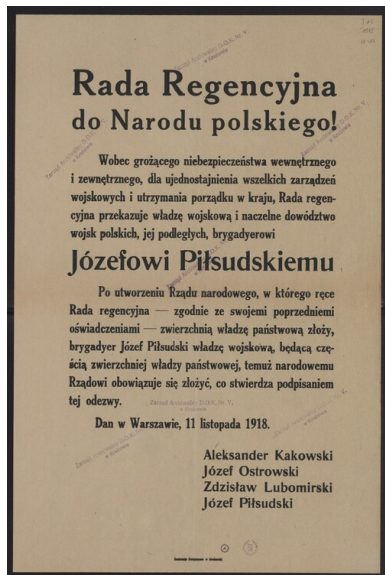 Rada Regencyjna
do Narodu polskiego!
Wobec grożącego niebezpieczeństwa wewnętrznego
i zewnętrznego, dla ujednostajnienia wszelkich zarządzeń
wojskowych i utrzymania porządku w kraju, Rada regen-
cyjna przekazuje władzę wojskową i naczelne dowództwo
wojsk polskich, jej podległych, brygadyerowi
Józefowi Piłsudskiemu
Po utworzeniu Rządu narodowego, w którego ręce
Rada regencyjna — zgodnie ze swojemi poprzedniemi
oświadczeniami — zwierzchnią władzę państwową złoży,
brygadyer Józef Piłsudski władzę wojskową, będącą czę-
ścią zwierzchniej władzy państwowej, temuż narodowemu
Rządowi obowiązuje się złożyć, co stwierdza podpisaniem
tej odezwy.
Dan w Warszawie, 11 listopada 1918.
Aleksander Kakowski
Józef Ostrowski
Zdzisław Lubomirski
Józef Piłsudski